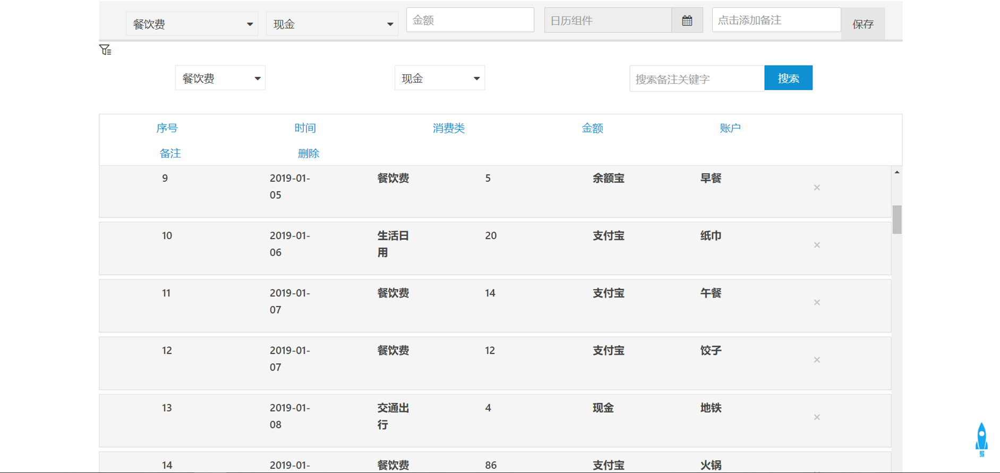 餐饮费 现金 金额 日历组件 点击添加备注 保存
餐饮费 现金 搜索备注关键字 搜索
序号 时间 消费类 金额 账户
备注 删除
9 2019-01- 餐饮费 5 余额宝 早餐 ×
05
10 2019-01- 生活日 20 支付宝 纸巾 ×
06 用
11 2019-01- 餐饮费 14 支付宝 午餐 ×
07
12 2019-01- 餐饮费 12 支付宝 饺子 ×
07
13 2019-01- 交通出 4 现金 地铁 ×
08 行
14 2019-01- 餐饮费 86 支付宝 火锅